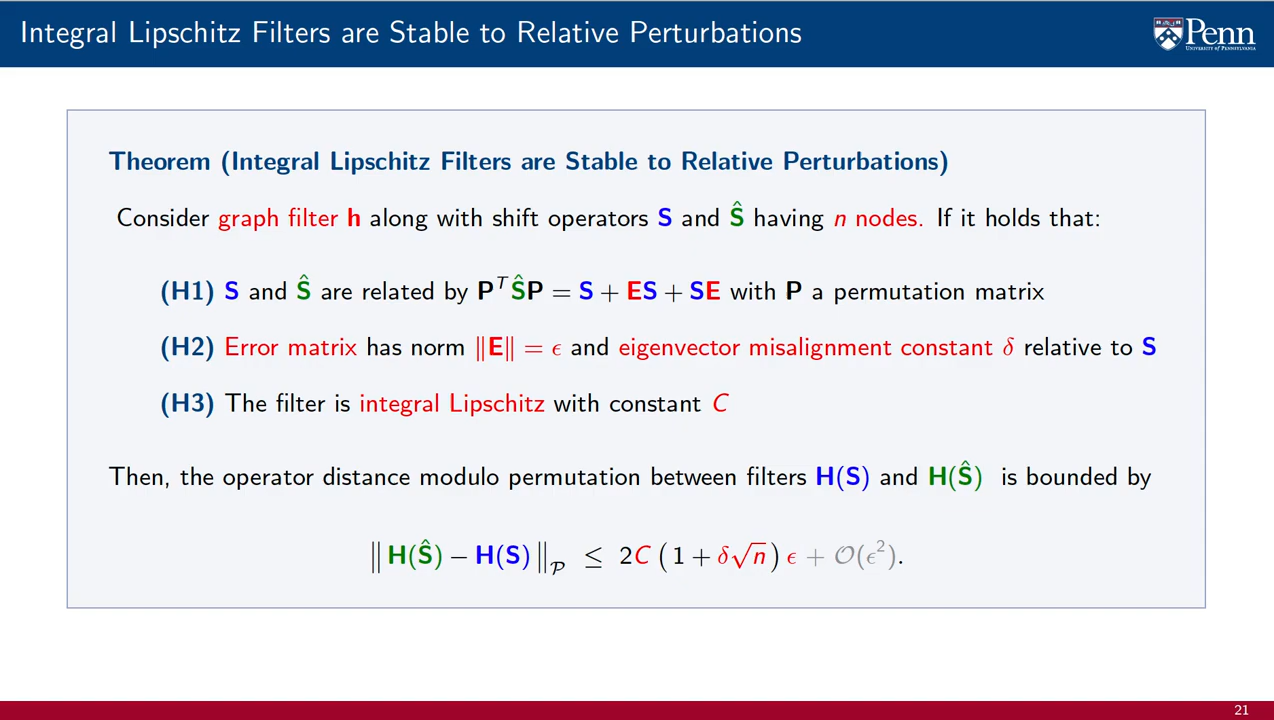 Integral Lipschitz Filters are Stable to Relative Perturbations
Penn
UNIVERSITY OF PENNSYLVANIA
Theorem (Integral Lipschitz Filters are Stable to Relative Perturbations)
Consider graph filter h along with shift operators S and Ŝ having n nodes. If it holds that:
(H1) S and Ŝ are related by PᵀŜP = S + ES + SE with P a permutation matrix
(H2) Error matrix has norm ‖E‖ = ϵ and eigenvector misalignment constant δ relative to S
(H3) The filter is integral Lipschitz with constant C
Then, the operator distance modulo permutation between filters H(S) and H(Ŝ) is bounded by
‖H(Ŝ) − H(S)‖_𝒫 ≤ 2C (1 + δ√n) ϵ + 𝒪(ϵ²).
21